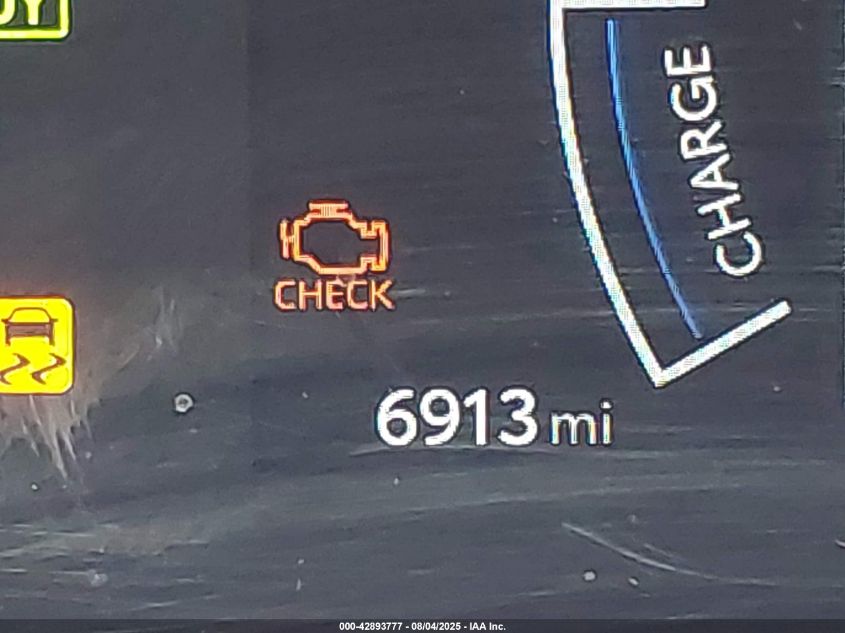 CHARGE
CHECK
6913 mi
000-42893777 - 08/04/2025 - IAA Inc.